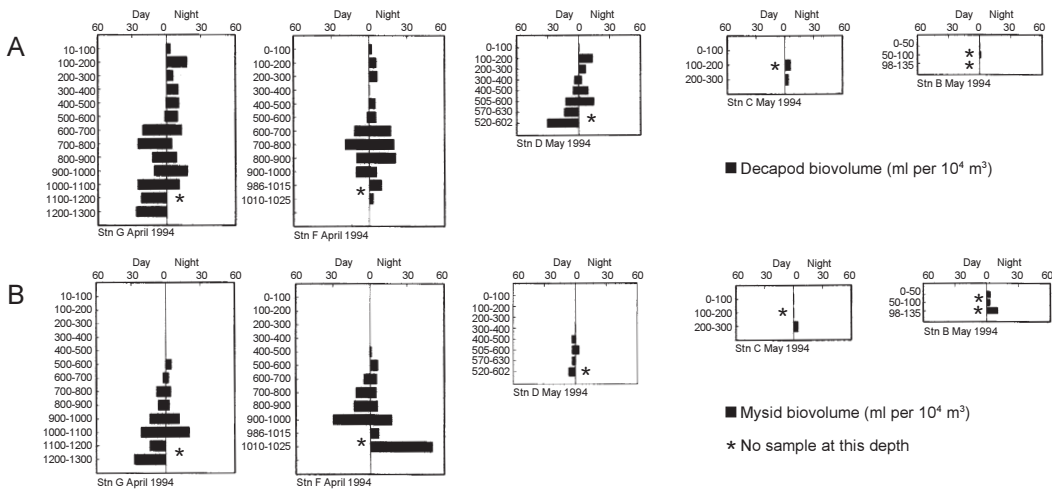 A
Day Night
60 30 0 30 60
10-100
100-200
200-300
300-400
400-500
500-600
600-700
700-800
800-900
900-1000
1000-1100
1100-1200 *
1200-1300
Stn G April 1994
Day Night
60 30 0 30 60
0-100
100-200
200-300
300-400
400-500
500-600
600-700
700-800
800-900
900-1000
986-1015 *
1010-1025
Stn F April 1994
Day Night
60 30 0 30 60
0-100
100-200
200-300
300-400
400-500
505-600
570-630
520-602 *
Stn D May 1994
Day Night
60 30 0 30 60
0-100
100-200 *
200-300
Stn C May 1994
Day Night
60 30 0 30 60
0-50
50-100 *
98-135 *
Stn B May 1994
Decapod biovolume (ml per 10⁴ m³)
B
Day Night
60 30 0 30 60
10-100
100-200
200-300
300-400
400-500
500-600
600-700
700-800
800-900
900-1000
1000-1100
1100-1200 *
1200-1300
Stn G April 1994
Day Night
60 30 0 30 60
0-100
100-200
200-300
300-400
400-500
500-600
600-700
700-800
800-900
900-1000
986-1015 *
1010-1025
Stn F April 1994
Day Night
60 30 0 30 60
0-100
100-200
200-300
300-400
400-500
505-600
570-630
520-602 *
Stn D May 1994
Day Night
60 30 0 30 60
0-100
100-200 *
200-300
Stn C May 1994
Day Night
60 30 0 30 60
0-50
50-100 *
98-135 *
Stn B May 1994
Mysid biovolume (ml per 10⁴ m³)
* No sample at this depth